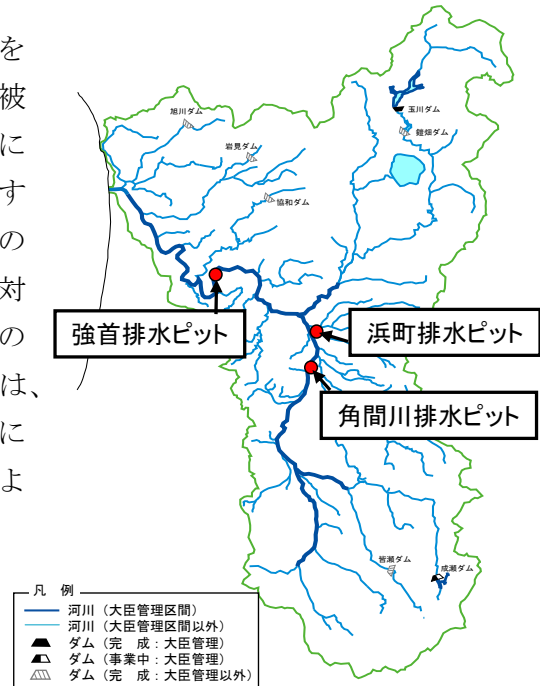 を
被
に
す
の
対
の
は、
に
よ
旭川ダム
岩見ダム
協和ダム
玉川ダム
鎧畑ダム
強首排水ピット
浜町排水ピット
角間川排水ピット
皆瀬ダム
成瀬ダム
凡 例
河川（大臣管理区間）
河川（大臣管理区間以外）
ダム（完 成：大臣管理）
ダム（事業中：大臣管理）
ダム（完 成：大臣管理以外）